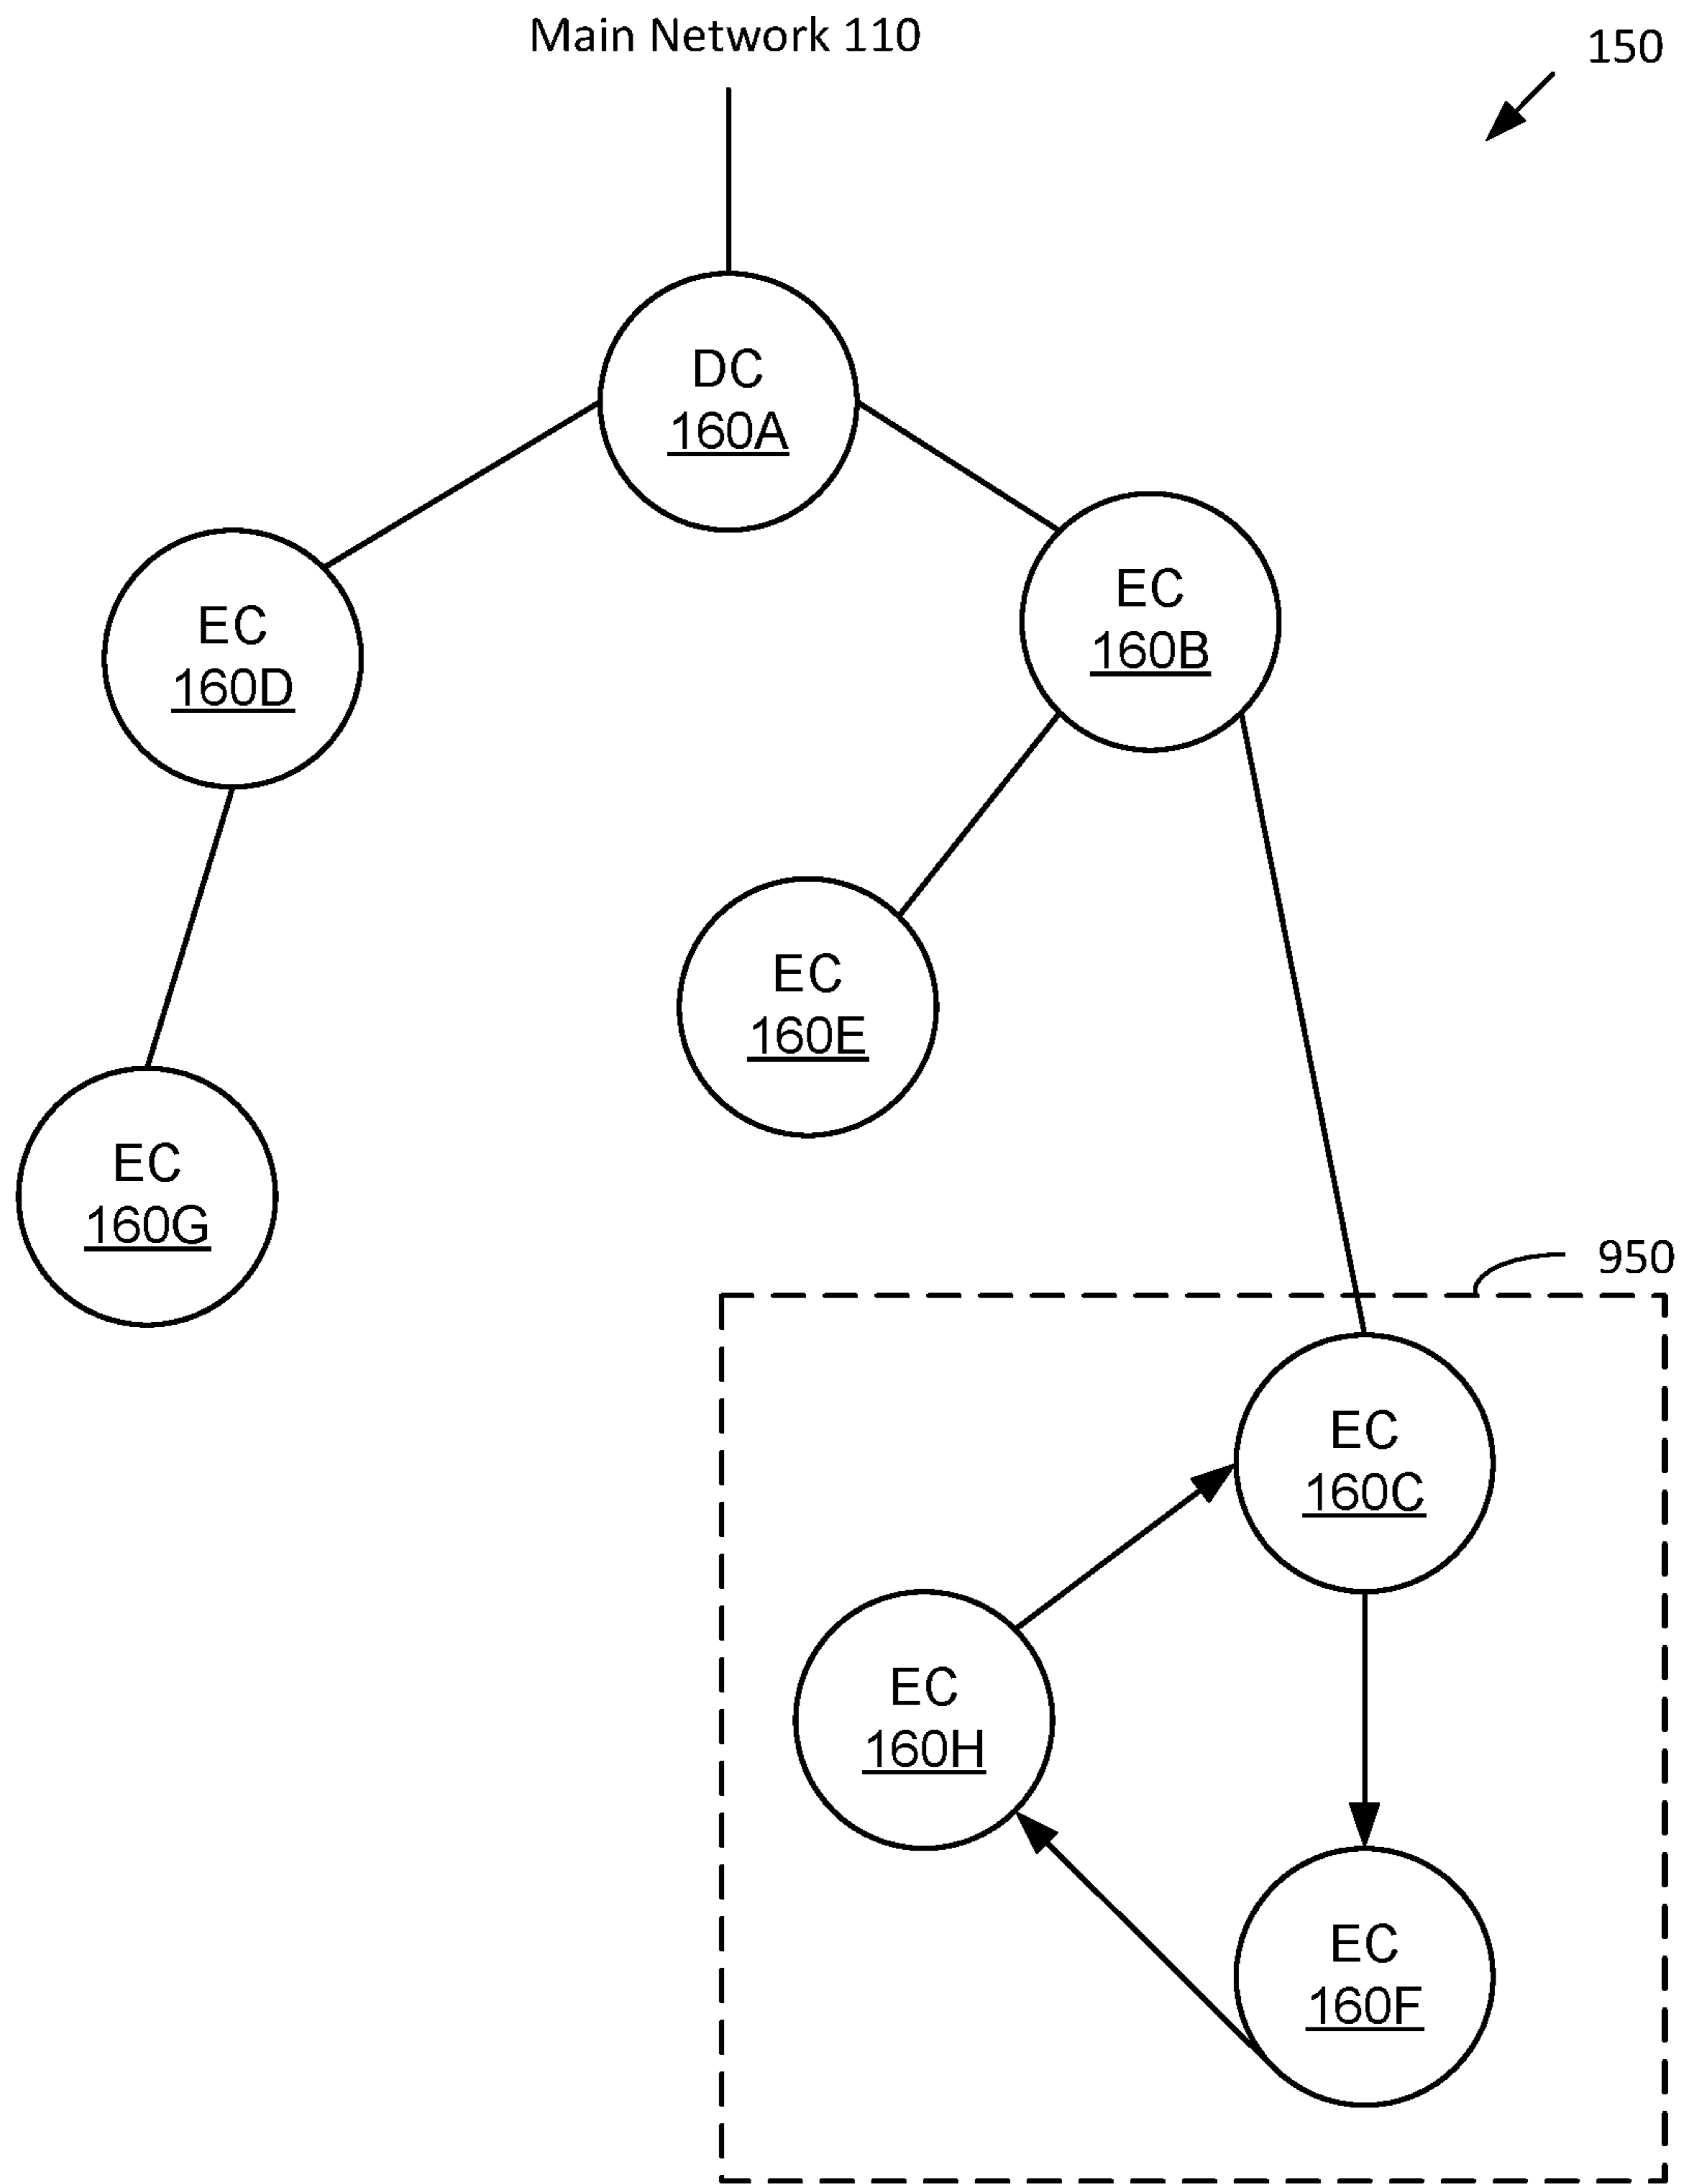 Main Network 110
150
DC
160A
EC
160B
EC
160D
EC
160E
EC
160G
950
EC
160C
EC
160H
EC
160F